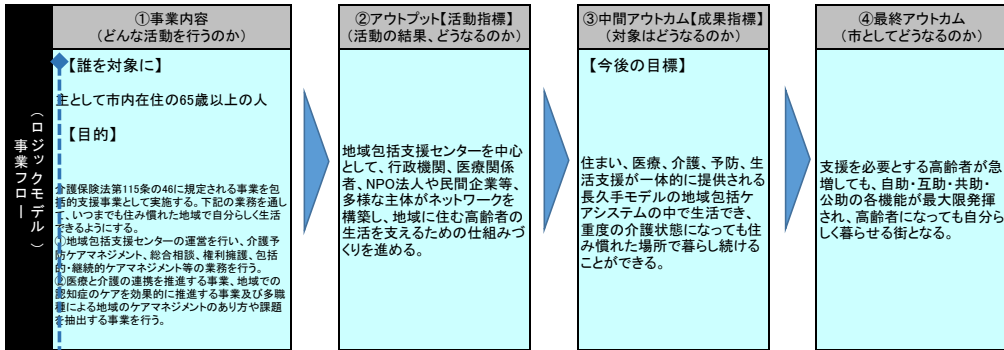 事業フロー
（ロジックモデル）
①事業内容
（どんな活動を行うのか）
【誰を対象に】
主として市内在住の65歳以上の人
【目的】
介護保険法第115条の46に規定される事業を包
括的支援事業として実施する。下記の業務を通し
て、いつまでも住み慣れた地域で自分らしく生活
できるようにする。
①地域包括支援センターの運営を行い、介護予
防ケアマネジメント、総合相談、権利擁護、包括
的・継続的ケアマネジメント等の業務を行う。
②医療と介護の連携を推進する事業、地域での
認知症のケアを効果的に推進する事業及び多職
種による地域のケアマネジメントのあり方や課題
を抽出する事業を行う。
②アウトプット【活動指標】
（活動の結果、どうなるのか）
地域包括支援センターを中心
として、行政機関、医療関係
者、NPO法人や民間企業等、
多様な主体がネットワークを
構築し、地域に住む高齢者の
生活を支えるための仕組みづ
くりを進める。
③中間アウトカム【成果指標】
（対象はどうなるのか）
【今後の目標】
住まい、医療、介護、予防、生
活支援が一体的に提供される
長久手モデルの地域包括ケ
アシステムの中で生活でき、
重度の介護状態になっても住
み慣れた場所で暮らし続ける
ことができる。
④最終アウトカム
（市としてどうなるのか）
支援を必要とする高齢者が急
増しても、自助・互助・共助・
公助の各機能が最大限発揮
され、高齢者になっても自分ら
しく暮らせる街となる。